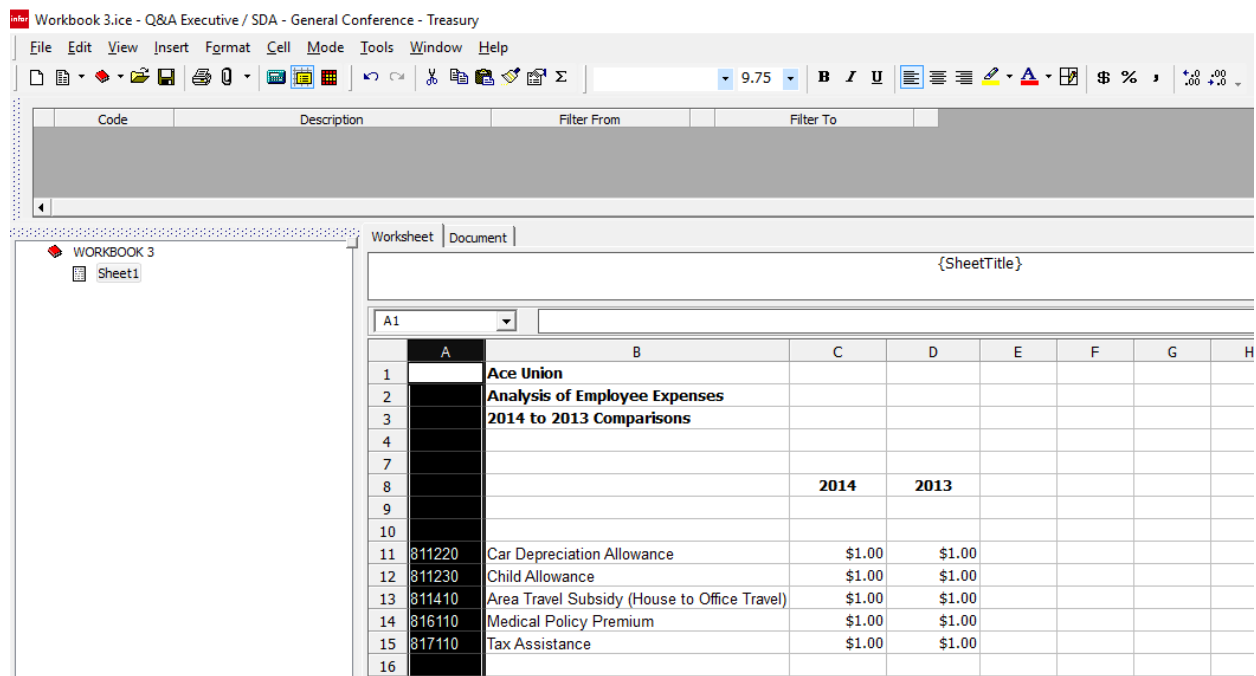 infor Workbook 3.ice - Q&A Executive / SDA - General Conference - Treasury
File Edit View Insert Format Cell Mode Tools Window Help
9.75 B I U A $ % , .0 .00 .00 .0
Code Description Filter From Filter To
WORKBOOK 3
Sheet1
Worksheet Document
{SheetTitle}
A1
A B C D E F G H
1 Ace Union
2 Analysis of Employee Expenses
3 2014 to 2013 Comparisons
4
7
8 2014 2013
9
10
11 811220 Car Depreciation Allowance $1.00 $1.00
12 811230 Child Allowance $1.00 $1.00
13 811410 Area Travel Subsidy (House to Office Travel) $1.00 $1.00
14 816110 Medical Policy Premium $1.00 $1.00
15 817110 Tax Assistance $1.00 $1.00
16